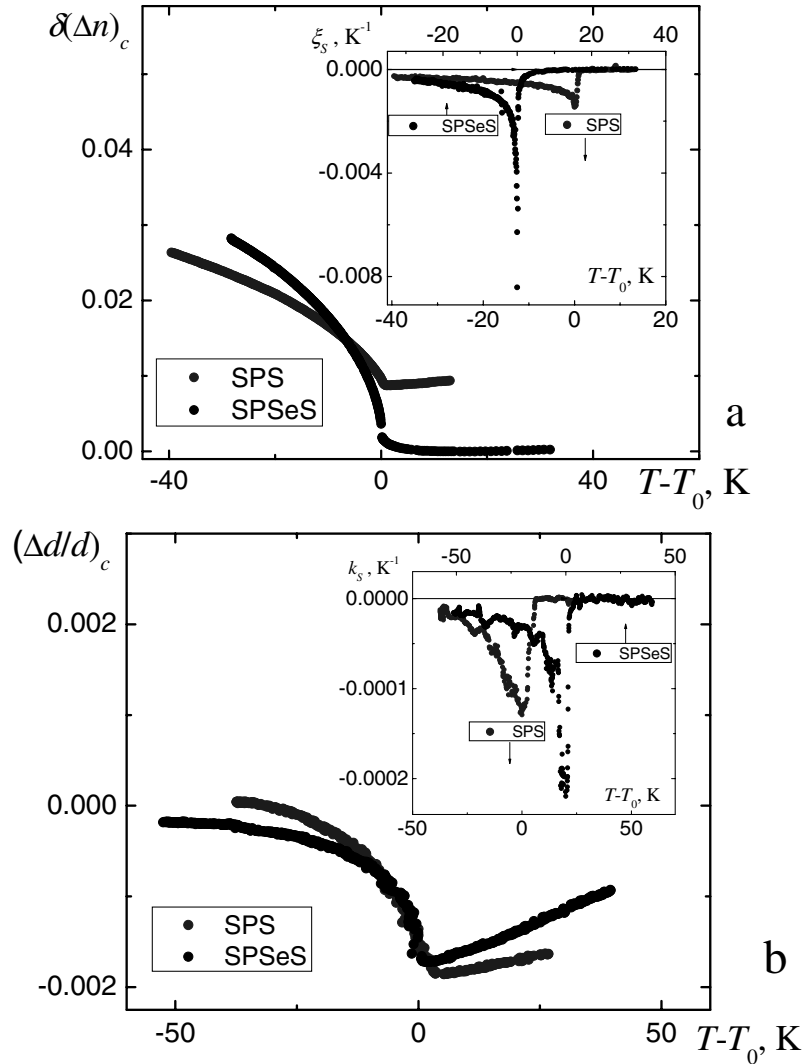 δ(Δn)c
ξS, K-1
-20 0 20 40
0.000
-0.004
-0.008
SPSeS
SPS
T-T0, K
-40 -20 0 20
0.06
0.04
0.02
0.00
SPS
SPSeS
-40 0 40
T-T0, K
a
(Δd/d)c
kS, K-1
-50 0 50
0.0000
-0.0001
-0.0002
SPSeS
SPS
T-T0, K
-50 0 50
0.002
0.000
-0.002
SPS
SPSeS
-50 0 50
T-T0, K
b